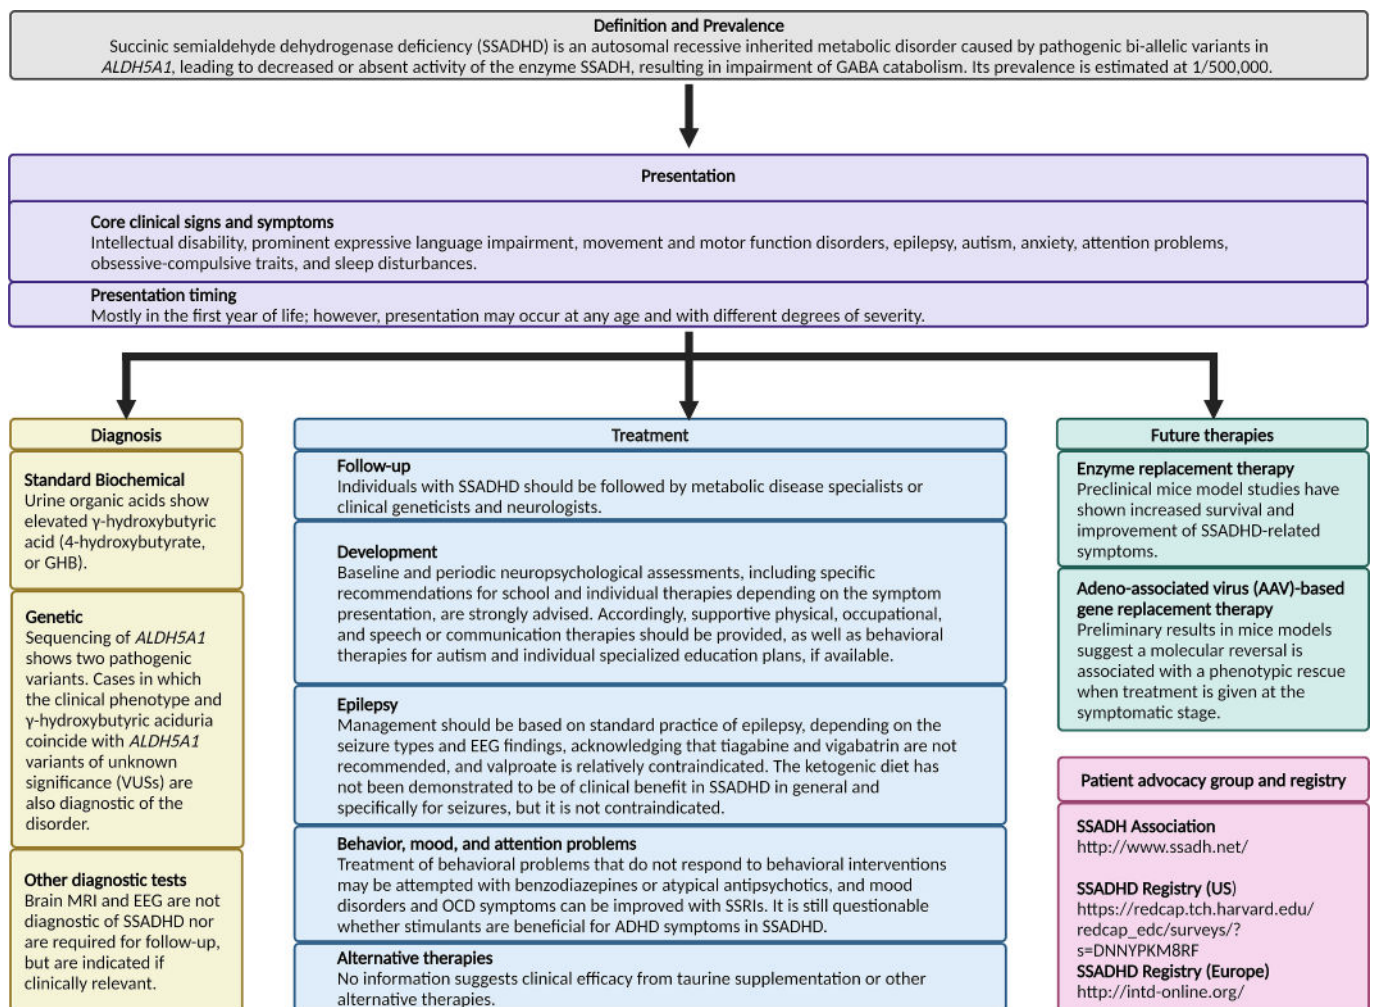 Definition and Prevalence
Succinic semialdehyde dehydrogenase deficiency (SSADHD) is an autosomal recessive inherited metabolic disorder caused by pathogenic bi-allelic variants in
ALDH5A1, leading to decreased or absent activity of the enzyme SSADH, resulting in impairment of GABA catabolism. Its prevalence is estimated at 1/500,000.
Presentation
Core clinical signs and symptoms
Intellectual disability, prominent expressive language impairment, movement and motor function disorders, epilepsy, autism, anxiety, attention problems,
obsessive-compulsive traits, and sleep disturbances.
Presentation timing
Mostly in the first year of life; however, presentation may occur at any age and with different degrees of severity.
Diagnosis
Standard Biochemical
Urine organic acids show
elevated γ-hydroxybutyric
acid (4-hydroxybutyrate,
or GHB).
Genetic
Sequencing of ALDH5A1
shows two pathogenic
variants. Cases in which
the clinical phenotype and
γ-hydroxybutyric aciduria
coincide with ALDH5A1
variants of unknown
significance (VUSs) are
also diagnostic of the
disorder.
Other diagnostic tests
Brain MRI and EEG are not
diagnostic of SSADHD nor
are required for follow-up,
but are indicated if
clinically relevant.
Treatment
Follow-up
Individuals with SSADHD should be followed by metabolic disease specialists or
clinical geneticists and neurologists.
Development
Baseline and periodic neuropsychological assessments, including specific
recommendations for school and individual therapies depending on the symptom
presentation, are strongly advised. Accordingly, supportive physical, occupational,
and speech or communication therapies should be provided, as well as behavioral
therapies for autism and individual specialized education plans, if available.
Epilepsy
Management should be based on standard practice of epilepsy, depending on the
seizure types and EEG findings, acknowledging that tiagabine and vigabatrin are not
recommended, and valproate is relatively contraindicated. The ketogenic diet has
not been demonstrated to be of clinical benefit in SSADHD in general and
specifically for seizures, but it is not contraindicated.
Behavior, mood, and attention problems
Treatment of behavioral problems that do not respond to behavioral interventions
may be attempted with benzodiazepines or atypical antipsychotics, and mood
disorders and OCD symptoms can be improved with SSRIs. It is still questionable
whether stimulants are beneficial for ADHD symptoms in SSADHD.
Alternative therapies
No information suggests clinical efficacy from taurine supplementation or other
alternative therapies.
Future therapies
Enzyme replacement therapy
Preclinical mice model studies have
shown increased survival and
improvement of SSADHD-related
symptoms.
Adeno-associated virus (AAV)-based
gene replacement therapy
Preliminary results in mice models
suggest a molecular reversal is
associated with a phenotypic rescue
when treatment is given at the
symptomatic stage.
Patient advocacy group and registry
SSADH Association
http://www.ssadh.net/
SSADHD Registry (US)
https://redcap.tch.harvard.edu/
redcap_edc/surveys/?
s=DNNYPKM8RF
SSADHD Registry (Europe)
http://intd-online.org/